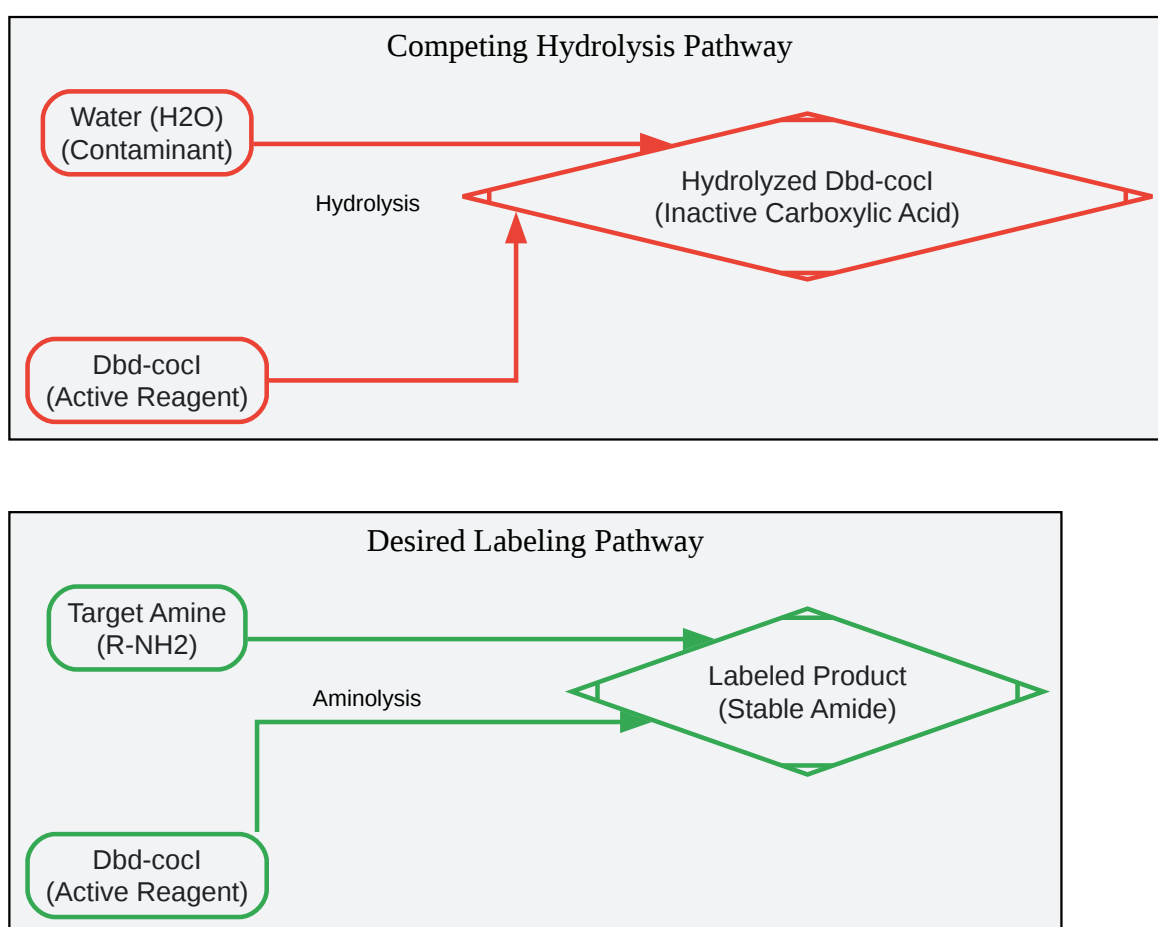 Competing Hydrolysis Pathway
Water (H2O)
(Contaminant)
Hydrolyzed Dbd-cocl
(Inactive Carboxylic Acid)
Hydrolysis
Dbd-cocl
(Active Reagent)
Desired Labeling Pathway
Target Amine
(R-NH2)
Labeled Product
(Stable Amide)
Aminolysis
Dbd-cocl
(Active Reagent)